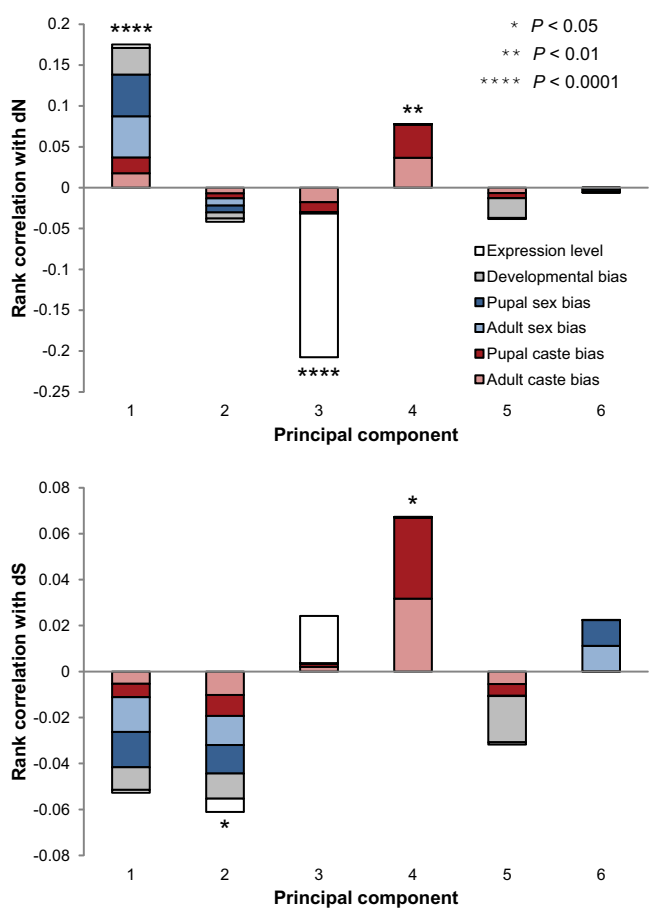 0.2
0.15
0.1
0.05
0
-0.05
-0.1
-0.15
-0.2
-0.25
Rank correlation with dN
****
**
****
* P < 0.05
** P < 0.01
**** P < 0.0001
Expression level
Developmental bias
Pupal sex bias
Adult sex bias
Pupal caste bias
Adult caste bias
1 2 3 4 5 6
Principal component
0.08
0.06
0.04
0.02
0
-0.02
-0.04
-0.06
-0.08
Rank correlation with dS
*
*
1 2 3 4 5 6
Principal component